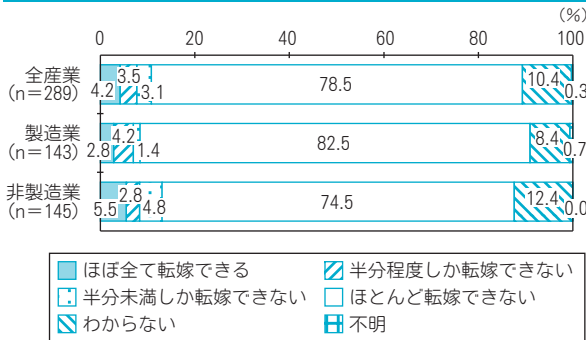 (%)
0 20 40 60 80 100
全産業
(n=289)
4.2 3.5 3.1 78.5 10.4 0.3
製造業
(n=143)
2.8 4.2 1.4 82.5 8.4 0.7
非製造業
(n=145)
5.5 2.8 4.8 74.5 12.4 0.0
ほぼ全て転嫁できる 半分程度しか転嫁できない
半分未満しか転嫁できない ほとんど転嫁できない
わからない 不明